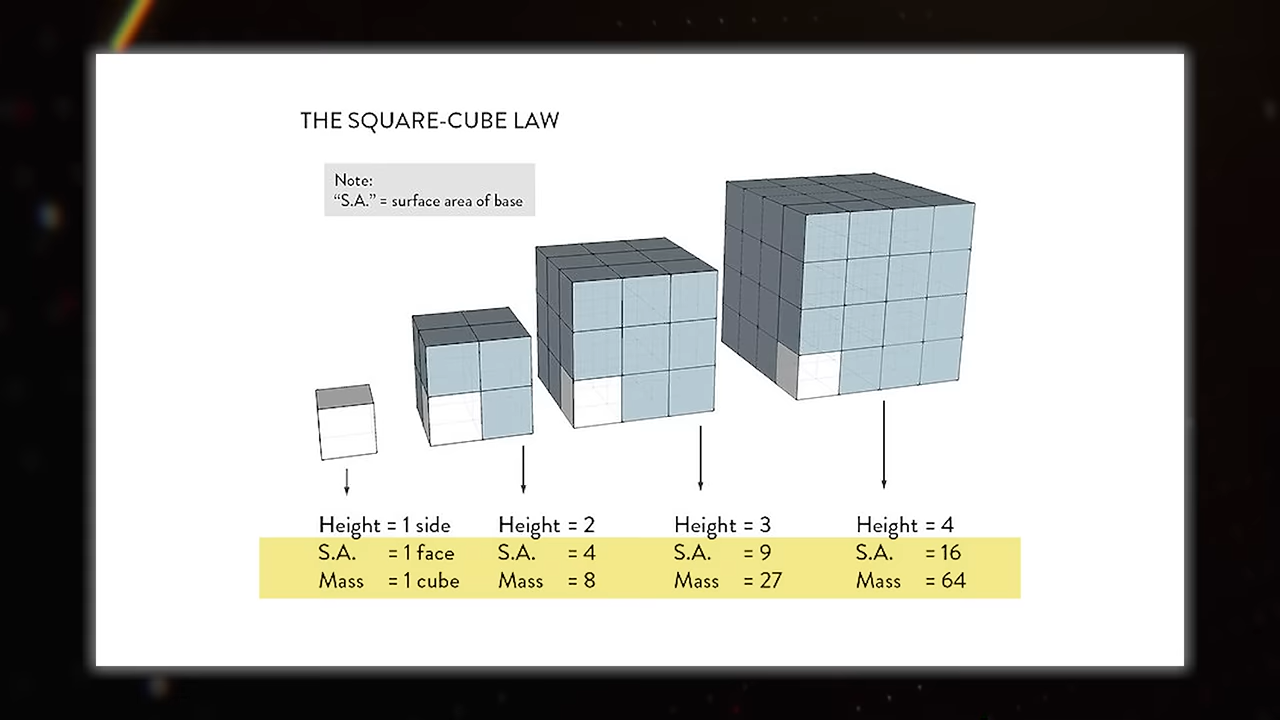 THE SQUARE-CUBE LAW
Note:
“S.A.” = surface area of base
Height = 1 side
S.A. = 1 face
Mass = 1 cube
Height = 2
S.A. = 4
Mass = 8
Height = 3
S.A. = 9
Mass = 27
Height = 4
S.A. = 16
Mass = 64